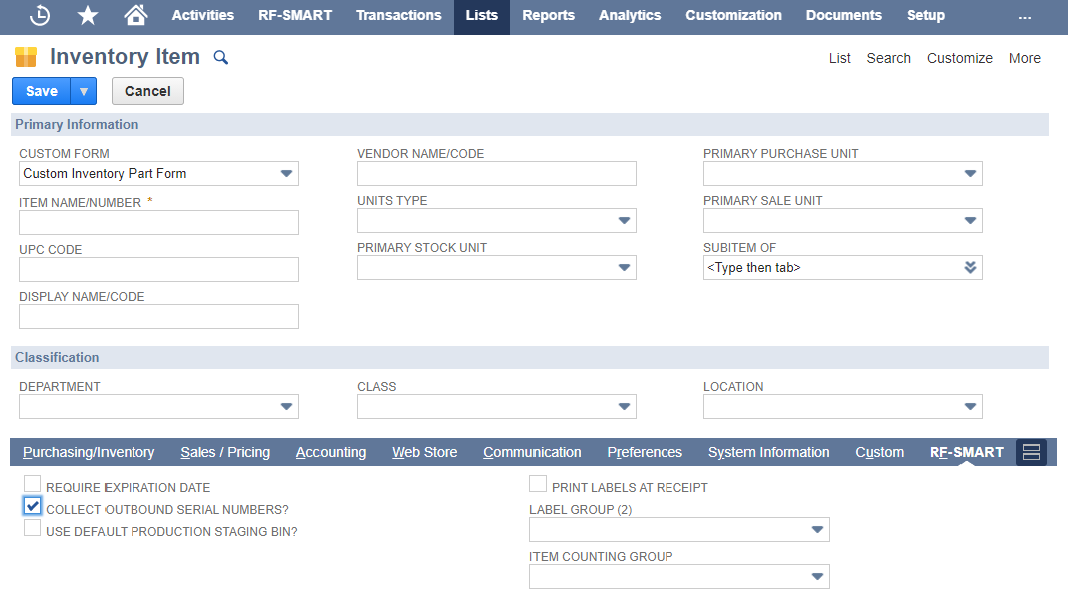 Activities RF-SMART Transactions Lists Reports Analytics Customization Documents Setup ...
Inventory Item
List Search Customize More
Save Cancel
Primary Information
CUSTOM FORM VENDOR NAME/CODE PRIMARY PURCHASE UNIT
Custom Inventory Part Form
ITEM NAME/NUMBER * UNITS TYPE PRIMARY SALE UNIT
UPC CODE PRIMARY STOCK UNIT SUBITEM OF
<Type then tab>
DISPLAY NAME/CODE
Classification
DEPARTMENT CLASS LOCATION
Purchasing/Inventory Sales / Pricing Accounting Web Store Communication Preferences System Information Custom RF-SMART
REQUIRE EXPIRATION DATE PRINT LABELS AT RECEIPT
COLLECT OUTBOUND SERIAL NUMBERS? LABEL GROUP (2)
USE DEFAULT PRODUCTION STAGING BIN?
ITEM COUNTING GROUP